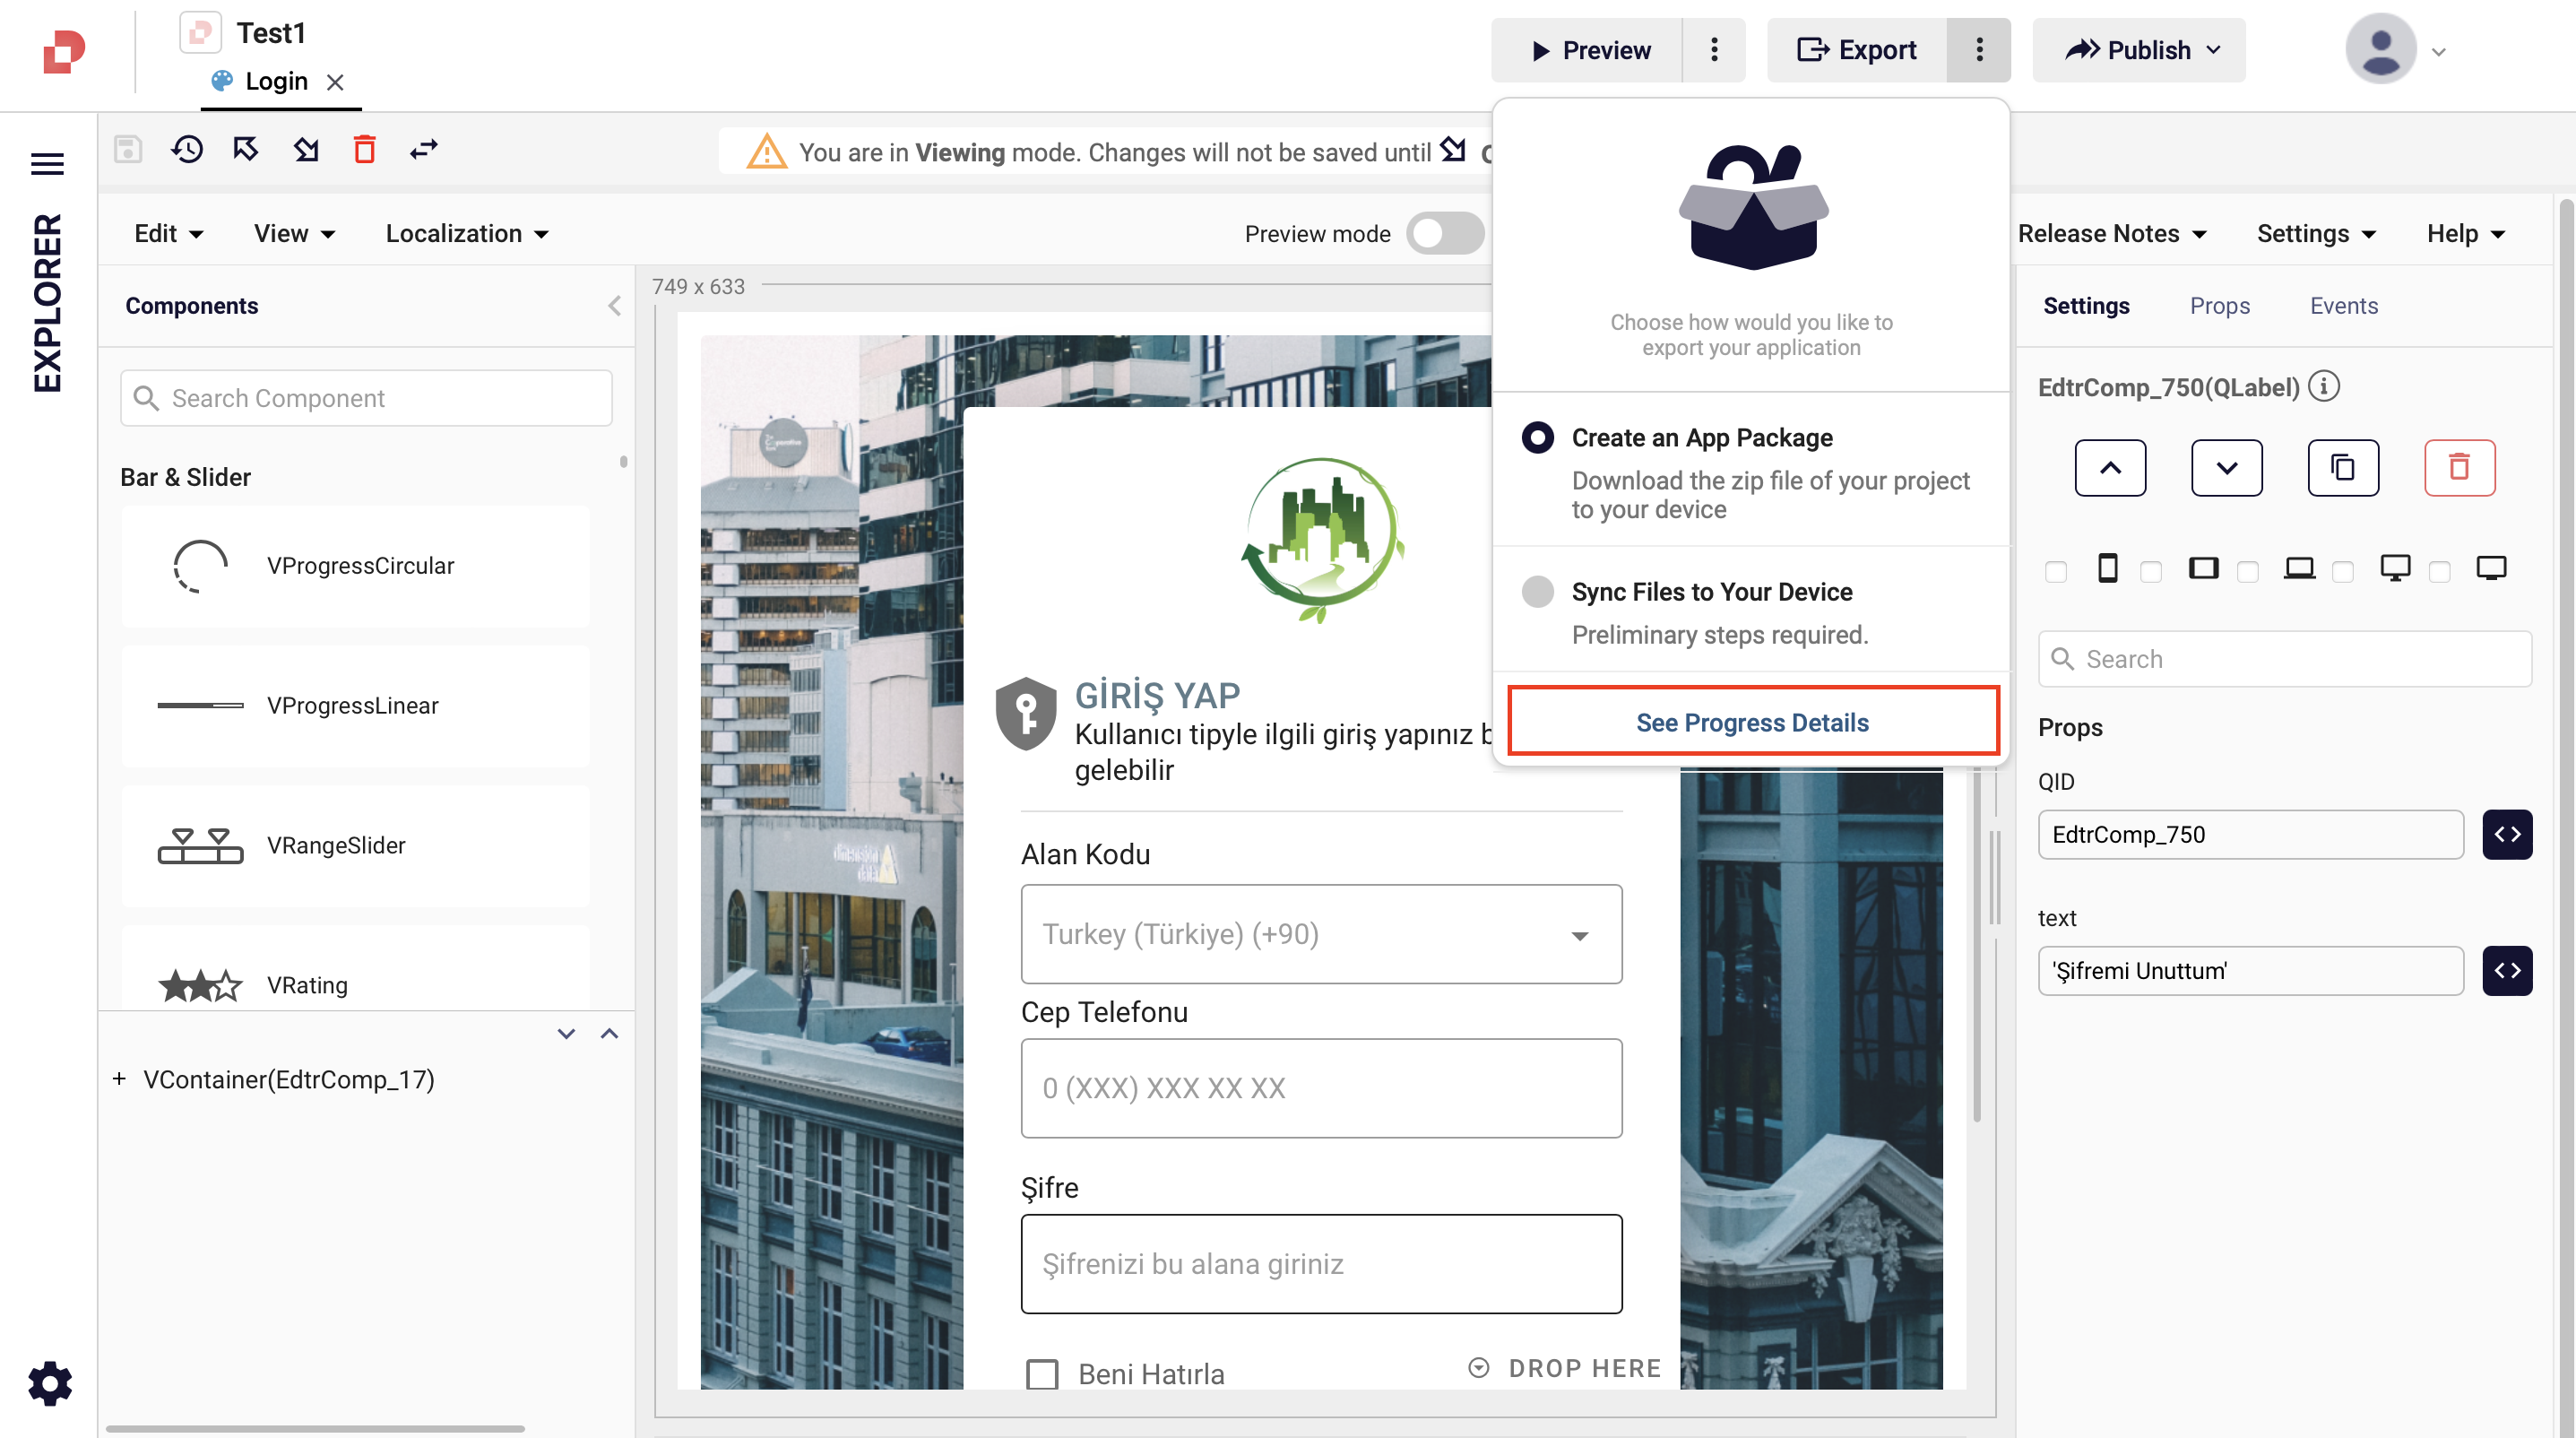 Test1
Login
Preview
Export
Publish
You are in Viewing mode. Changes will not be saved until
EXPLORER
Edit
View
Localization
Preview mode
Release Notes
Settings
Help
Components
Search Component
Bar & Slider
VProgressCircular
VProgressLinear
VRangeSlider
VRating
+ VContainer(EdtrComp_17)
749 x 633
GİRİŞ YAP
Kullanıcı tipyle ilgili giriş yapınız
gelebilir
Alan Kodu
Turkey (Türkiye) (+90)
Cep Telefonu
0 (XXX) XXX XX XX
Şifre
Şifrenizi bu alana giriniz
Beni Hatırla
DROP HERE
Choose how would you like to
export your application
Create an App Package
Download the zip file of your project
to your device
Sync Files to Your Device
Preliminary steps required.
See Progress Details
Settings
Props
Events
EdtrComp_750(QLabel)
Search
Props
QID
EdtrComp_750
text
'Şifremi Unuttum'